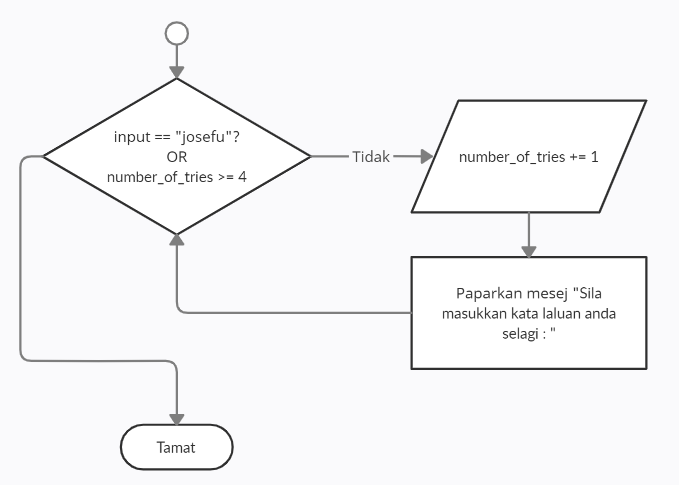 input == "josefu"?
OR
number_of_tries >= 4
Tidak
number_of_tries += 1
Paparkan mesej "Sila
masukkan kata laluan anda
selagi : "
Tamat